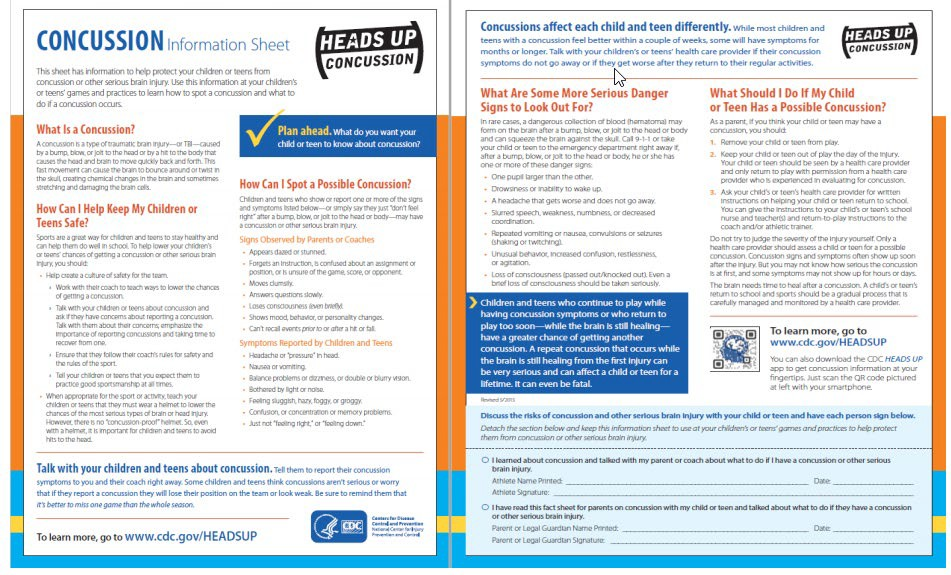 CONCUSSION Information Sheet
HEADS UP
CONCUSSION
This sheet has information to help protect your children or teens from
concussion or other serious brain injury. Use this information at your children's
or teens' games and practices to learn how to spot a concussion and what to
do if a concussion occurs.
What Is a Concussion?
A concussion is a type of traumatic brain injury—or TBI—caused
by a bump, blow, or jolt to the head or by a hit to the body that
causes the head and brain to move quickly back and forth. This
fast movement can cause the brain to bounce around or twist in
the skull, creating chemical changes in the brain and sometimes
stretching and damaging the brain cells.
How Can I Help Keep My Children or
Teens Safe?
Sports are a great way for children and teens to stay healthy and
can help them do well in school. To help lower your children's
or teens' chances of getting a concussion or other serious brain
injury, you should:
• Help create a culture of safety for the team.
› Work with their coach to teach ways to lower the chances
of getting a concussion.
› Talk with your children or teens about concussion and
ask if they have concerns about reporting a concussion.
Talk with them about their concerns; emphasize the
importance of reporting concussions and taking time to
recover from one.
› Ensure that they follow their coach's rules for safety and
the rules of the sport.
› Tell your children or teens that you expect them to
practice good sportsmanship at all times.
• When appropriate for the sport or activity, teach your
children or teens that they must wear a helmet to lower the
chances of the most serious types of brain or head injury.
However, there is no "concussion-proof" helmet. So, even
with a helmet, it is important for children and teens to avoid
hits to the head.
Plan ahead. What do you want your
child or teen to know about concussion?
How Can I Spot a Possible Concussion?
Children and teens who show or report one or more of the signs
and symptoms listed below—or simply say they just "don't feel
right" after a bump, blow, or jolt to the head or body—may have
a concussion or other serious brain injury.
Signs Observed by Parents or Coaches
• Appears dazed or stunned.
• Forgets an instruction, is confused about an assignment or
position, or is unsure of the game, score, or opponent.
• Moves clumsily.
• Answers questions slowly.
• Loses consciousness (even briefly).
• Shows mood, behavior, or personality changes.
• Can't recall events prior to or after a hit or fall.
Symptoms Reported by Children and Teens
• Headache or "pressure" in head.
• Nausea or vomiting.
• Balance problems or dizziness, or double or blurry vision.
• Bothered by light or noise.
• Feeling sluggish, hazy, foggy, or groggy.
• Confusion, or concentration or memory problems.
• Just not "feeling right," or "feeling down."
Talk with your children and teens about concussion. Tell them to report their concussion
symptoms to you and their coach right away. Some children and teens think concussions aren't serious or worry
that if they report a concussion they will lose their position on the team or look weak. Be sure to remind them that
it's better to miss one game than the whole season.
To learn more, go to www.cdc.gov/HEADSUP
CDC
Centers for Disease
Control and Prevention
National Center for Injury
Prevention and Control
Concussions affect each child and teen differently. While most children and
teens with a concussion feel better within a couple of weeks, some will have symptoms for
months or longer. Talk with your children's or teens' health care provider if their concussion
symptoms do not go away or if they get worse after they return to their regular activities.
HEADS UP
CONCUSSION
What Are Some More Serious Danger
Signs to Look Out For?
In rare cases, a dangerous collection of blood (hematoma) may
form on the brain after a bump, blow, or jolt to the head or body
and can squeeze the brain against the skull. Call 9-1-1 or take
your child or teen to the emergency department right away if,
after a bump, blow, or jolt to the head or body, he or she has
one or more of these danger signs:
• One pupil larger than the other.
• Drowsiness or inability to wake up.
• A headache that gets worse and does not go away.
• Slurred speech, weakness, numbness, or decreased
coordination.
• Repeated vomiting or nausea, convulsions or seizures
(shaking or twitching).
• Unusual behavior, increased confusion, restlessness,
or agitation.
• Loss of consciousness (passed out/knocked out). Even a
brief loss of consciousness should be taken seriously.
Children and teens who continue to play while
having concussion symptoms or who return to
play too soon—while the brain is still healing—
have a greater chance of getting another
concussion. A repeat concussion that occurs while
the brain is still healing from the first injury can
be very serious and can affect a child or teen for a
lifetime. It can even be fatal.
Revised 5/2015
What Should I Do If My Child
or Teen Has a Possible Concussion?
As a parent, if you think your child or teen may have a
concussion, you should:
1. Remove your child or teen from play.
2. Keep your child or teen out of play the day of the injury.
Your child or teen should be seen by a health care provider
and only return to play with permission from a health care
provider who is experienced in evaluating for concussion.
3. Ask your child's or teen's health care provider for written
instructions on helping your child or teen return to school.
You can give the instructions to your child's or teen's school
nurse and teacher(s) and return-to-play instructions to the
coach and/or athletic trainer.
Do not try to judge the severity of the injury yourself. Only a
health care provider should assess a child or teen for a possible
concussion. Concussion signs and symptoms often show up soon
after the injury. But you may not know how serious the concussion
is at first, and some symptoms may not show up for hours or days.
The brain needs time to heal after a concussion. A child's or teen's
return to school and sports should be a gradual process that is
carefully managed and monitored by a health care provider.
To learn more, go to
www.cdc.gov/HEADSUP
You can also download the CDC HEADS UP
app to get concussion information at your
fingertips. Just scan the QR code pictured
at left with your smartphone.
Discuss the risks of concussion and other serious brain injury with your child or teen and have each person sign below.
Detach the section below and keep this information sheet to use at your children's or teens' games and practices to help protect
them from concussion or other serious brain injury.
I learned about concussion and talked with my parent or coach about what to do if I have a concussion or other serious
brain injury.
Athlete Name Printed: Date:
Athlete Signature:
I have read this fact sheet for parents on concussion with my child or teen and talked about what to do if they have a concussion
or other serious brain injury.
Parent or Legal Guardian Name Printed: Date:
Parent or Legal Guardian Signature: